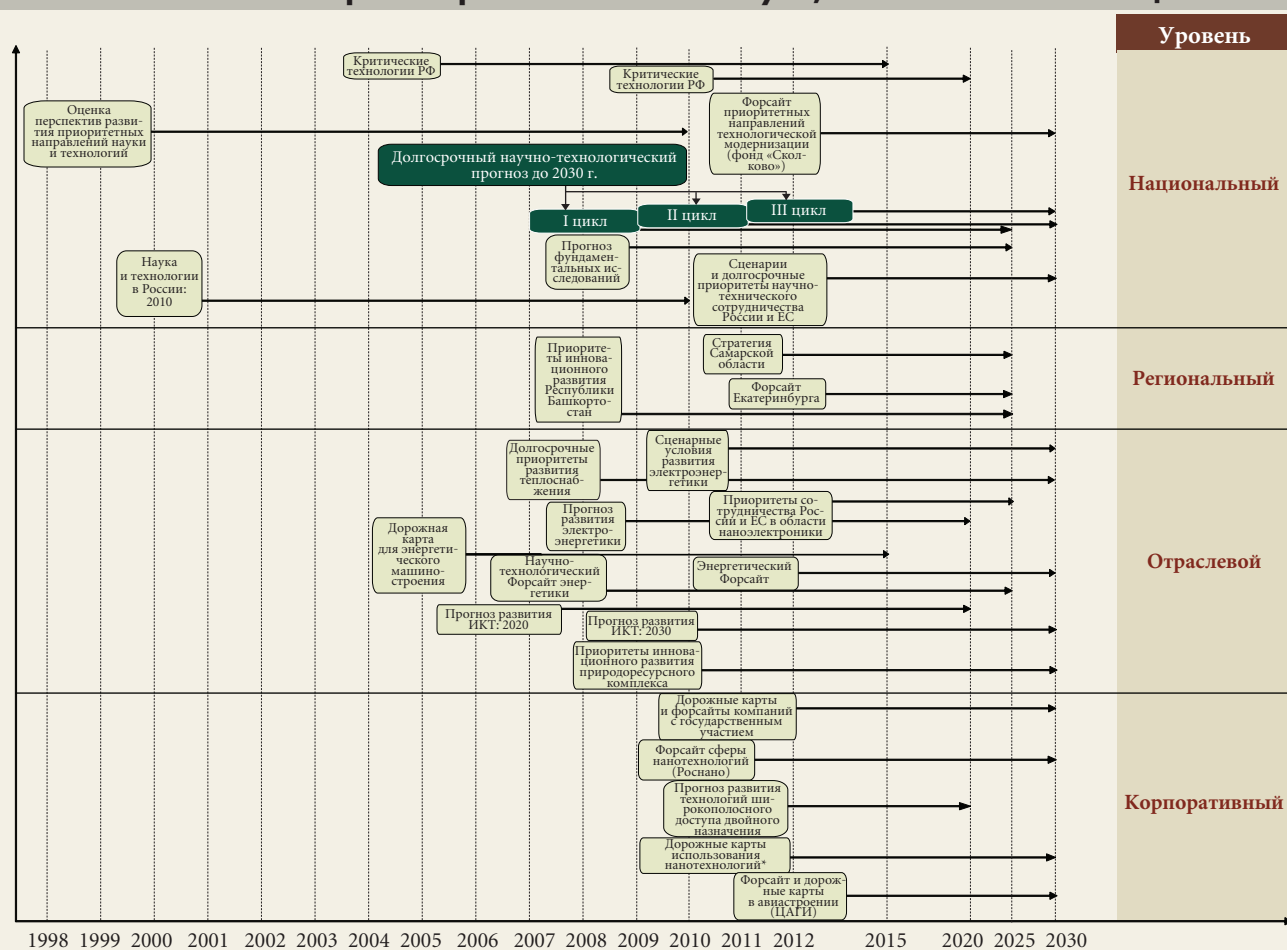 Уровень
Критические
технологии РФ
Критические
технологии РФ
Оценка
перспектив разви-
тия приоритетных
направлений науки
и технологий
Форсайт
приоритетных
направлений
технологической
модернизации
(фонд «Скол-
ково»)
Долгосрочный научно-технологический
прогноз до 2030 г.
Национальный
I цикл
II цикл
III цикл
Прогноз
фундамен-
тальных ис-
следований
Наука
и технологии
в России:
2010
Сценарии
и долгосрочные
приоритеты научно-
технического
сотрудничества
России и ЕС
Приорите-
ты иннова-
ционного
развития
Республики
Башкорто-
стан
Стратегия
Самарской
области
Форсайт
Екатеринбурга
Региональный
Долгосрочные
приоритеты
развития
теплоснаб-
жения
Сценарные
условия
развития
электроэнер-
гетики
Прогноз
развития
электро-
энергетики
Приоритеты со-
трудничества Рос-
сии и ЕС в области
наноэлектроники
Дорожная
карта
для энергети-
ческого
машино-
строения
Научно-
технологический
Форсайт энер-
гетики
Энергетический
Форсайт
Отраслевой
Прогноз развития
ИКТ: 2020
Прогноз развития
ИКТ: 2030
Приоритеты иннова-
ционного развития
природоресурсного
комплекса
Дорожные карты
и форсайты компаний
с государственным
участием
Форсайт сферы
нанотехнологий
(Роснано)
Прогноз развития
технологий ши-
рокополосного
доступа двойного
назначения
Дорожные карты
использования
нанотехнологий*
Форсайт и дорож-
ные карты
в авиастроении
(ЦАГИ)
Корпоративный
1998 1999 2000 2001 2002 2003 2004 2005 2006 2007 2008 2009 2010 2011 2012 2015 2020 2025 2030